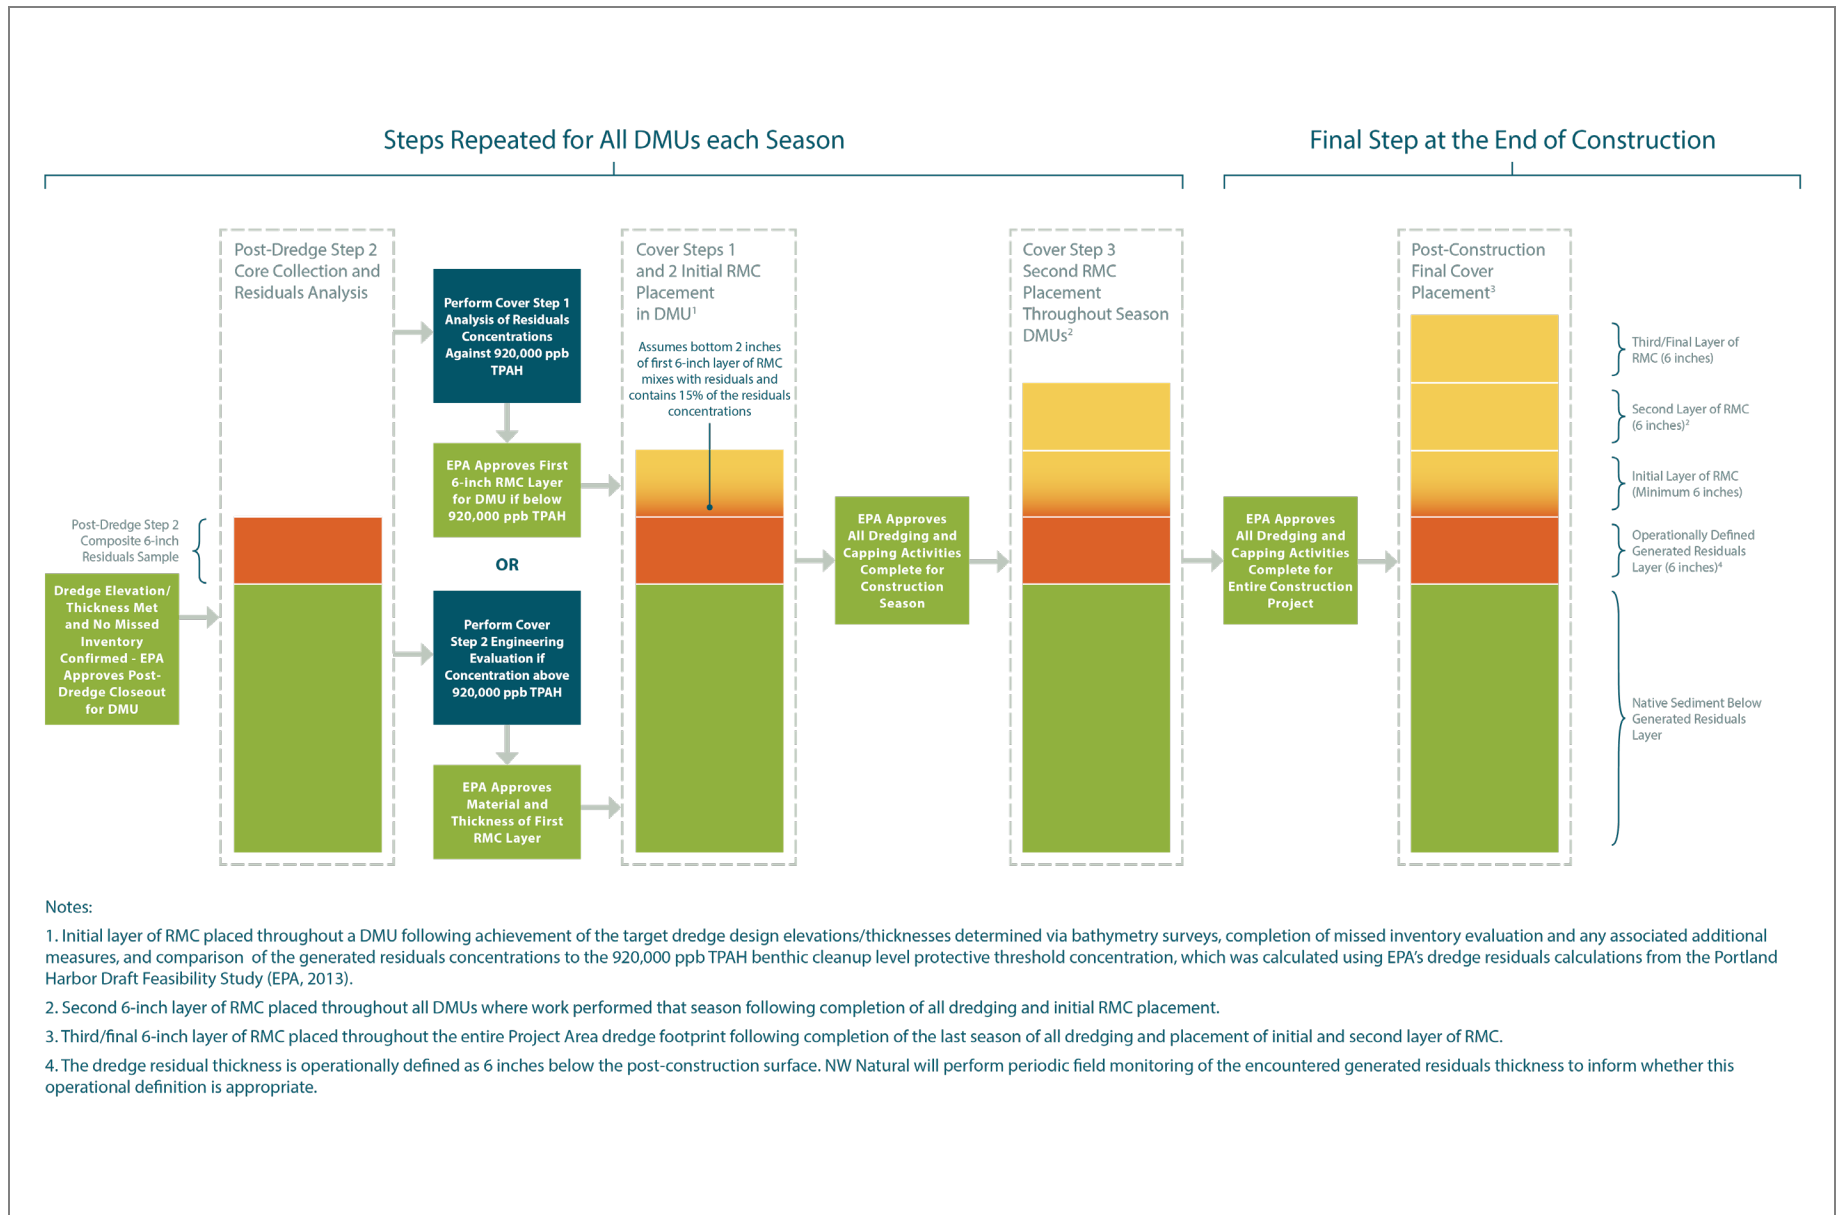 Steps Repeated for All DMUs each Season
Final Step at the End of Construction
Post-Dredge Step 2
Core Collection and
Residuals Analysis
Post-Dredge Step 2
Composite 6-inch
Residuals Sample
Dredge Elevation/
Thickness Met
and No Missed
Inventory
Confirmed - EPA
Approves Post-
Dredge Closeout
for DMU
Perform Cover Step 1
Analysis of Residuals
Concentrations
Against 920,000 ppb
TPAH
EPA Approves First
6-inch RMC Layer
for DMU if below
920,000 ppb TPAH
OR
Perform Cover
Step 2 Engineering
Evaluation if
Concentration above
920,000 ppb TPAH
EPA Approves
Material and
Thickness of First
RMC Layer
Cover Steps 1
and 2 Initial RMC
Placement
in DMU¹
Assumes bottom 2 inches
of first 6-inch layer of RMC
mixes with residuals and
contains 15% of the residuals
concentrations
EPA Approves
All Dredging and
Capping Activities
Complete for
Construction
Season
Cover Step 3
Second RMC
Placement
Throughout Season
DMUs²
EPA Approves
All Dredging and
Capping Activities
Complete for
Entire Construction
Project
Post-Construction
Final Cover
Placement³
Third/Final Layer of
RMC (6 inches)
Second Layer of RMC
(6 inches)²
Initial Layer of RMC
(Minimum 6 inches)
Operationally Defined
Generated Residuals
Layer (6 inches)⁴
Native Sediment Below
Generated Residuals
Layer
Notes:
1. Initial layer of RMC placed throughout a DMU following achievement of the target dredge design elevations/thicknesses determined via bathymetry surveys, completion of missed inventory evaluation and any associated additional
measures, and comparison of the generated residuals concentrations to the 920,000 ppb TPAH benthic cleanup level protective threshold concentration, which was calculated using EPA's dredge residuals calculations from the Portland
Harbor Draft Feasibility Study (EPA, 2013).
2. Second 6-inch layer of RMC placed throughout all DMUs where work performed that season following completion of all dredging and initial RMC placement.
3. Third/final 6-inch layer of RMC placed throughout the entire Project Area dredge footprint following completion of the last season of all dredging and placement of initial and second layer of RMC.
4. The dredge residual thickness is operationally defined as 6 inches below the post-construction surface. NW Natural will perform periodic field monitoring of the encountered generated residuals thickness to inform whether this
operational definition is appropriate.